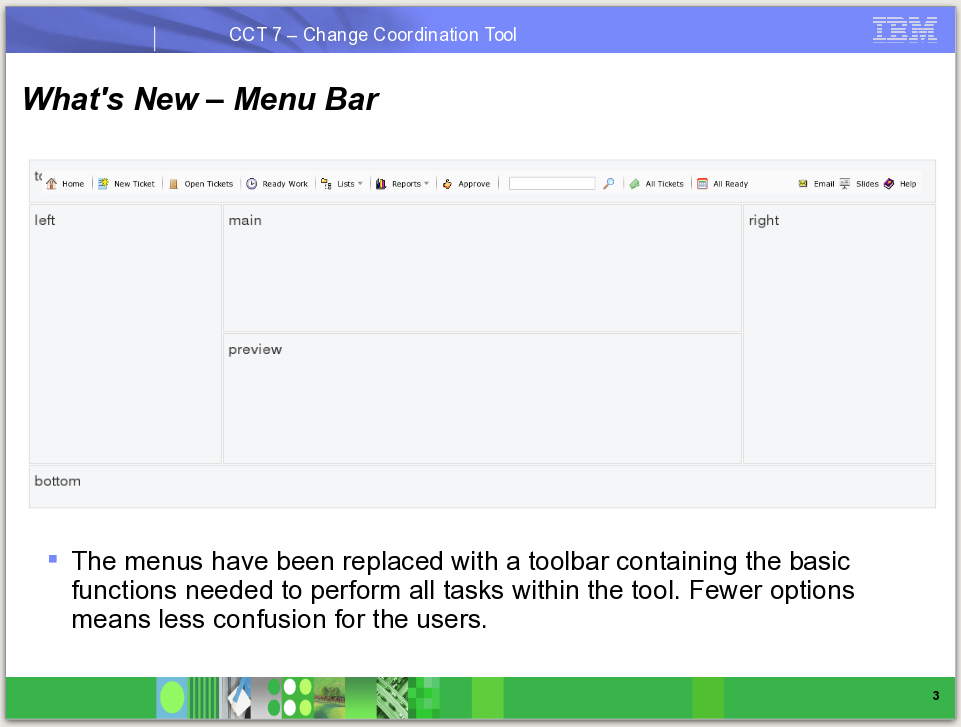 CCT 7 – Change Coordination Tool
IBM
What's New – Menu Bar
Home New Ticket Open Tickets Ready Work Lists Reports Approve All Tickets All Ready Email Slides Help
left main right
preview
bottom
The menus have been replaced with a toolbar containing the basic
functions needed to perform all tasks within the tool. Fewer options
means less confusion for the users.
3